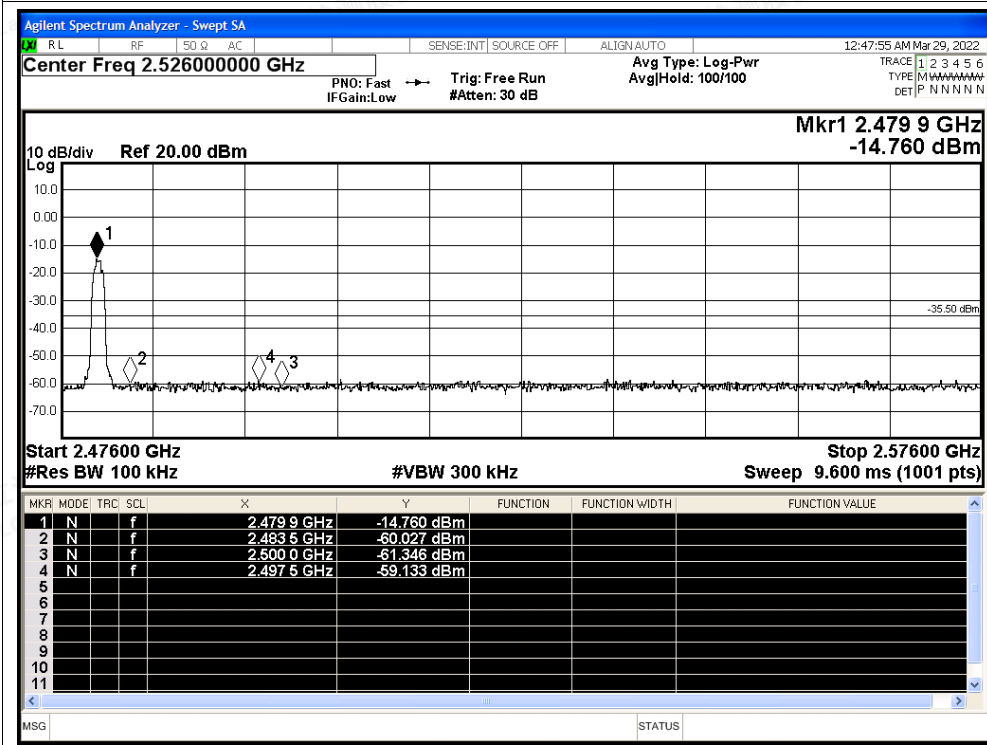 Agilent Spectrum Analyzer - Swept SA
LXI RL RF 50 Ω AC SENSE:INT SOURCE OFF ALIGN AUTO 12:47:55 AM Mar 29, 2022
Center Freq 2.526000000 GHz
PNO: Fast
IFGain:Low
Trig: Free Run
#Atten: 30 dB
Avg Type: Log-Pwr
Avg|Hold: 100/100
TRACE 1 2 3 4 5 6
TYPE M
DET P N N N N N
Mkr1 2.479 9 GHz
-14.760 dBm
10 dB/div Ref 20.00 dBm
Log
10.0
0.00
-10.0
-20.0
-30.0
-40.0
-50.0
-60.0
-70.0
1
2
4
3
-35.50 dBm
Start 2.47600 GHz Stop 2.57600 GHz
#Res BW 100 kHz #VBW 300 kHz Sweep 9.600 ms (1001 pts)
MKR MODE TRC SCL X Y FUNCTION FUNCTION WIDTH FUNCTION VALUE
1 N f 2.479 9 GHz -14.760 dBm
2 N f 2.483 5 GHz -60.027 dBm
3 N f 2.500 0 GHz -61.346 dBm
4 N f 2.497 5 GHz -59.133 dBm
5
6
7
8
9
10
11
MSG STATUS